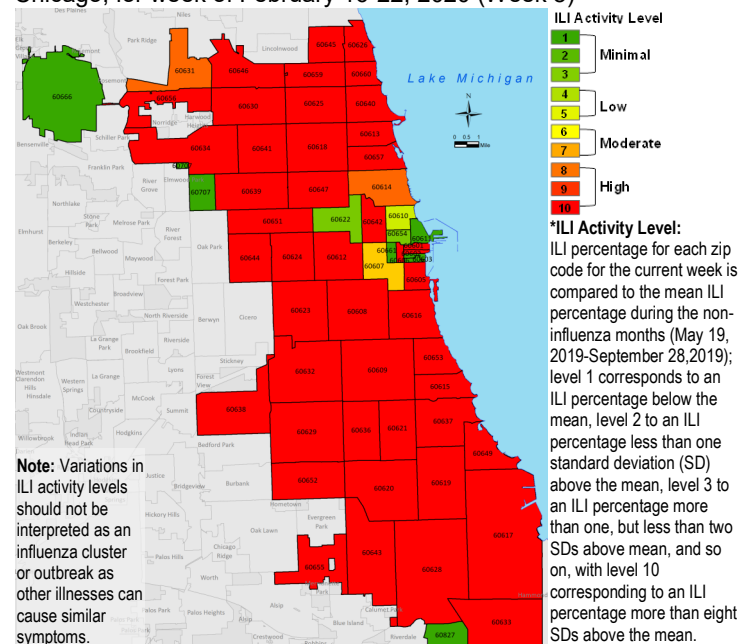 ILI Activity Level
1
2
3
Minimal
4
5
Low
6
7
Moderate
8
9
10
High
*ILI Activity Level:
ILI percentage for each zip
code for the current week is
compared to the mean ILI
percentage during the non-
influenza months (May 19,
2019-September 28,2019);
level 1 corresponds to an
ILI percentage below the
mean, level 2 to an ILI
percentage less than one
standard deviation (SD)
above the mean, level 3 to
an ILI percentage more
than one, but less than two
SDs above mean, and so
on, with level 10
corresponding to an ILI
percentage more than eight
SDs above the mean.
Note: Variations in
ILI activity levels
should not be
interpreted as an
influenza cluster
or outbreak as
other illnesses can
cause similar
symptoms.
Lake Michigan
N
0 0.5 1
Mile
Park Ridge
Lincolnwood
60645
60626
60631
60646
60659
60660
60666
60656
60630
60625
60640
Norridge
Harwood
Schiller Park
60613
Bensenville
60634
60641
60618
60657
Franklin Park
River
Grove
60707
60639
60647
60614
Northlake
Stone
Park
Melrose Park
River
Forest
60651
60622
60642
60610
60654
60611
Elmhurst
Berkeley
Bellwood
Maywood
Oak Park
60644
60624
60612
60661
60607
60605
Hillside
Forest Park
Broadview
Westchester
North Riverside
Berwyn
Cicero
60623
60608
60616
Oak Brook
La Grange
Park
Riverside
Brookfield
Stickney
60632
60609
60653
60615
Westmont
Clarendon
Hills
Hinsdale
La Grange
Western
Springs
Lyons
Forest
View
McCook
Countryside
Summit
60638
Willowbrook
Indian
Head Park
Hodgkins
Bedford Park
60629
60636
60621
60637
60649
Justice
Bridgeview
Burbank
60652
60620
60619
Hickory Hills
Hometown
Oak Lawn
Evergreen
Park
60617
Palos Hills
Chicago
Ridge
60655
60643
60628
Worth
Palos Park
Palos Heights
Alsip
Calumet Park
Blue Island
Crestwood
Riverdale
60827
60633